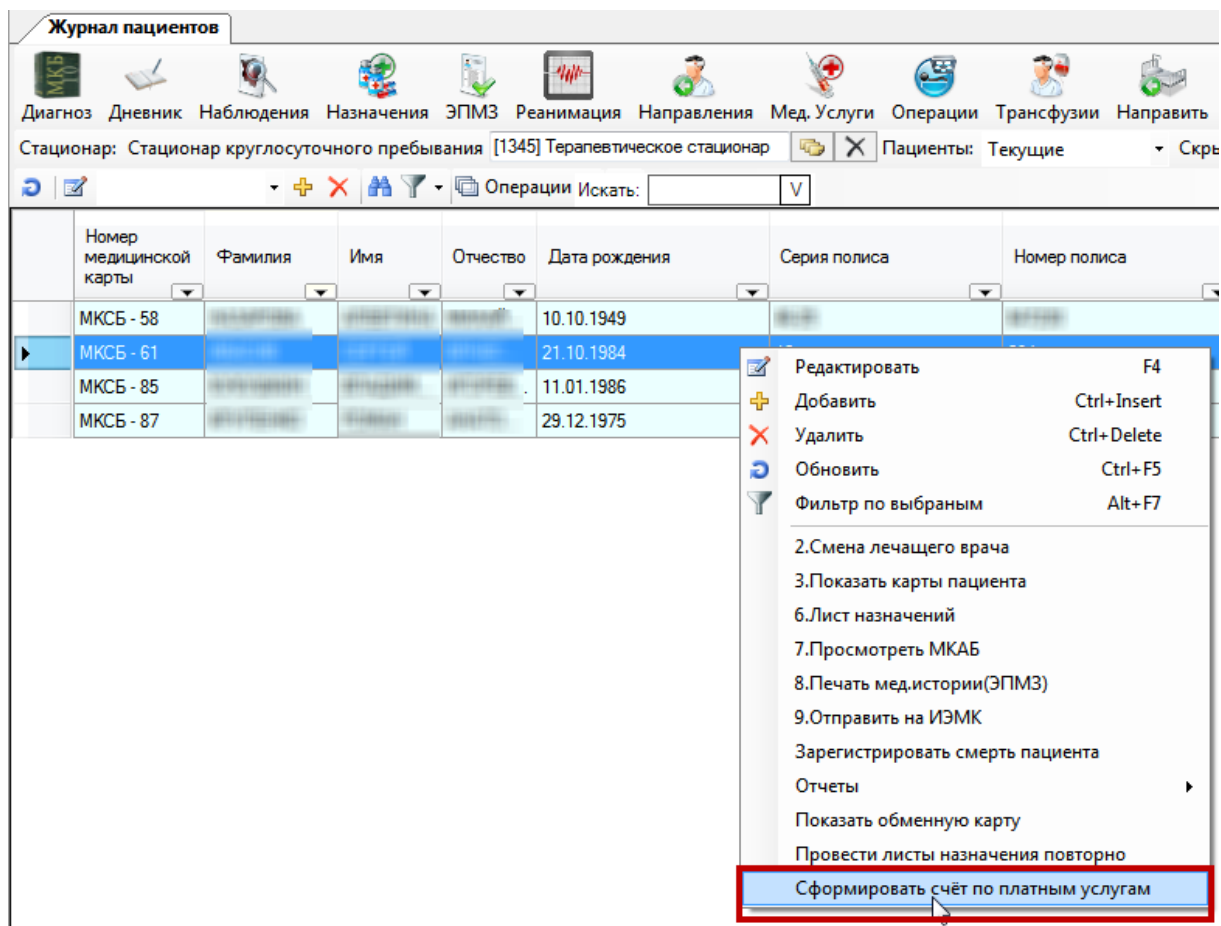 Журнал пациентов
МКБ 10
Диагноз Дневник Наблюдения Назначения ЭПМЗ Реанимация Направления Мед. Услуги Операции Трансфузии Направить
Стационар: Стационар круглосуточного пребывания [1345] Терапевтическое стационар Пациенты: Текущие Скры
Операции Искать: V
Номер медицинской карты Фамилия Имя Отчество Дата рождения Серия полиса Номер полиса
МКСБ - 58 10.10.1949
МКСБ - 61 21.10.1984
МКСБ - 85 11.01.1986
МКСБ - 87 29.12.1975
Редактировать F4
Добавить Ctrl+Insert
Удалить Ctrl+Delete
Обновить Ctrl+F5
Фильтр по выбраным Alt+F7
2.Смена лечащего врача
3.Показать карты пациента
6.Лист назначений
7.Просмотреть МКАБ
8.Печать мед.истории(ЭПМЗ)
9.Отправить на ИЭМК
Зарегистрировать смерть пациента
Отчеты
Показать обменную карту
Провести листы назначения повторно
Сформировать счёт по платным услугам